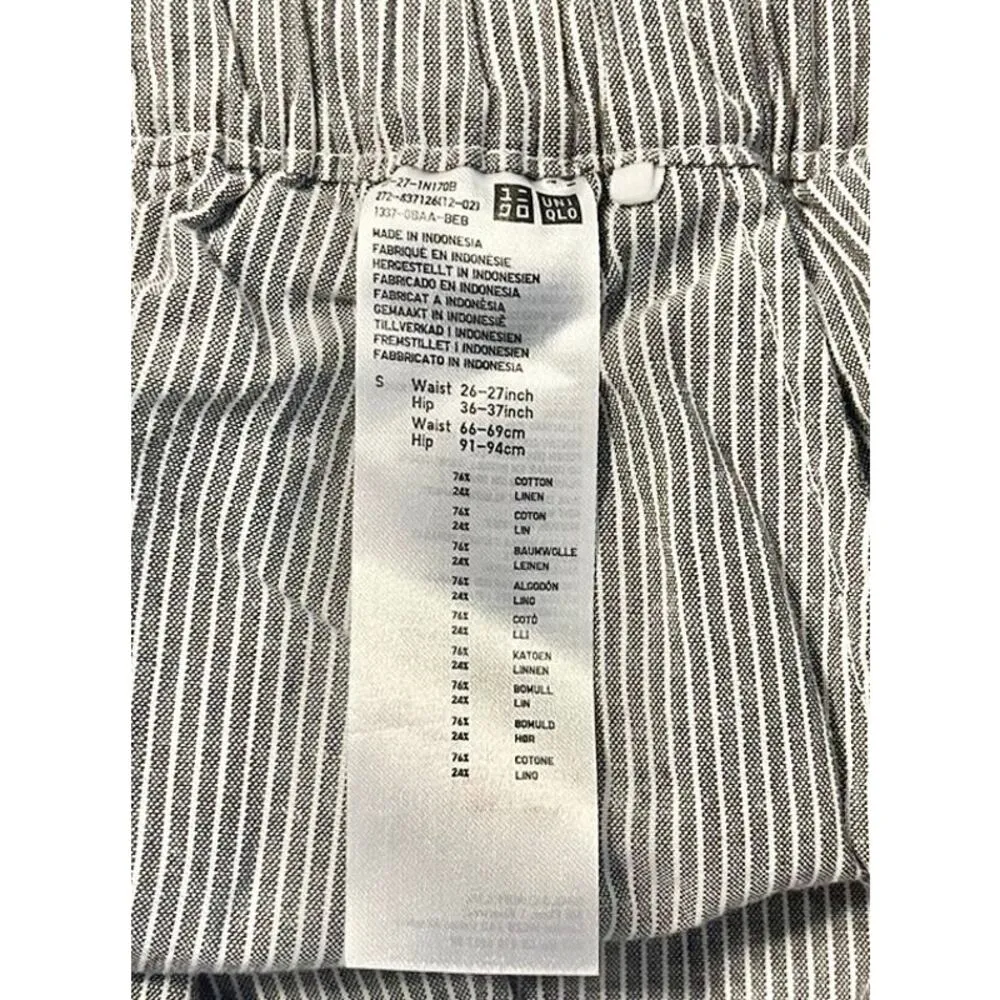 -27-1N170B
272-437126(12-02)
1337-08AA-BEB
UNI
QLO
MADE IN INDONESIA
FABRIQUÉ EN INDONÉSIE
HERGESTELLT IN INDONESIEN
FABRICADO EN INDONESIA
FABRICAT A INDONÈSIA
GEMAAKT IN INDONESIË
TILLVERKAD I INDONESIEN
FREMSTILLET I INDONESIEN
FABBRICATO IN INDONESIA
S Waist 26-27inch
Hip 36-37inch
Waist 66-69cm
Hip 91-94cm
76% COTTON
24% LINEN
76% COTON
24% LIN
76% BAUMWOLLE
24% LEINEN
76% ALGODÓN
24% LINO
76% COTÓ
24% LLI
76% KATOEN
24% LINNEN
76% BOMULL
24% LIN
76% BOMULD
24% HØR
76% COTONE
24% LINO